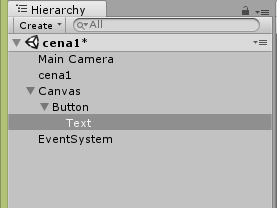 Hierarchy
Create All
cena1*
Main Camera
cena1
Canvas
Button
Text
EventSystem